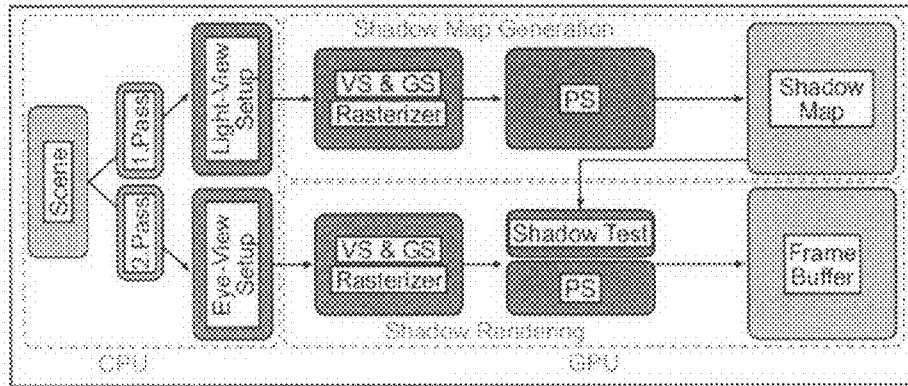 Shadow Map Generation
Scene
1.Pass
2.Pass
Light-View
Setup
VS & GS
Rasterizer
PS
Shadow
Map
Eye-View
Setup
VS & GS
Rasterizer
Shadow Test
PS
Frame
Buffer
Shadow Rendering
CPU
GPU